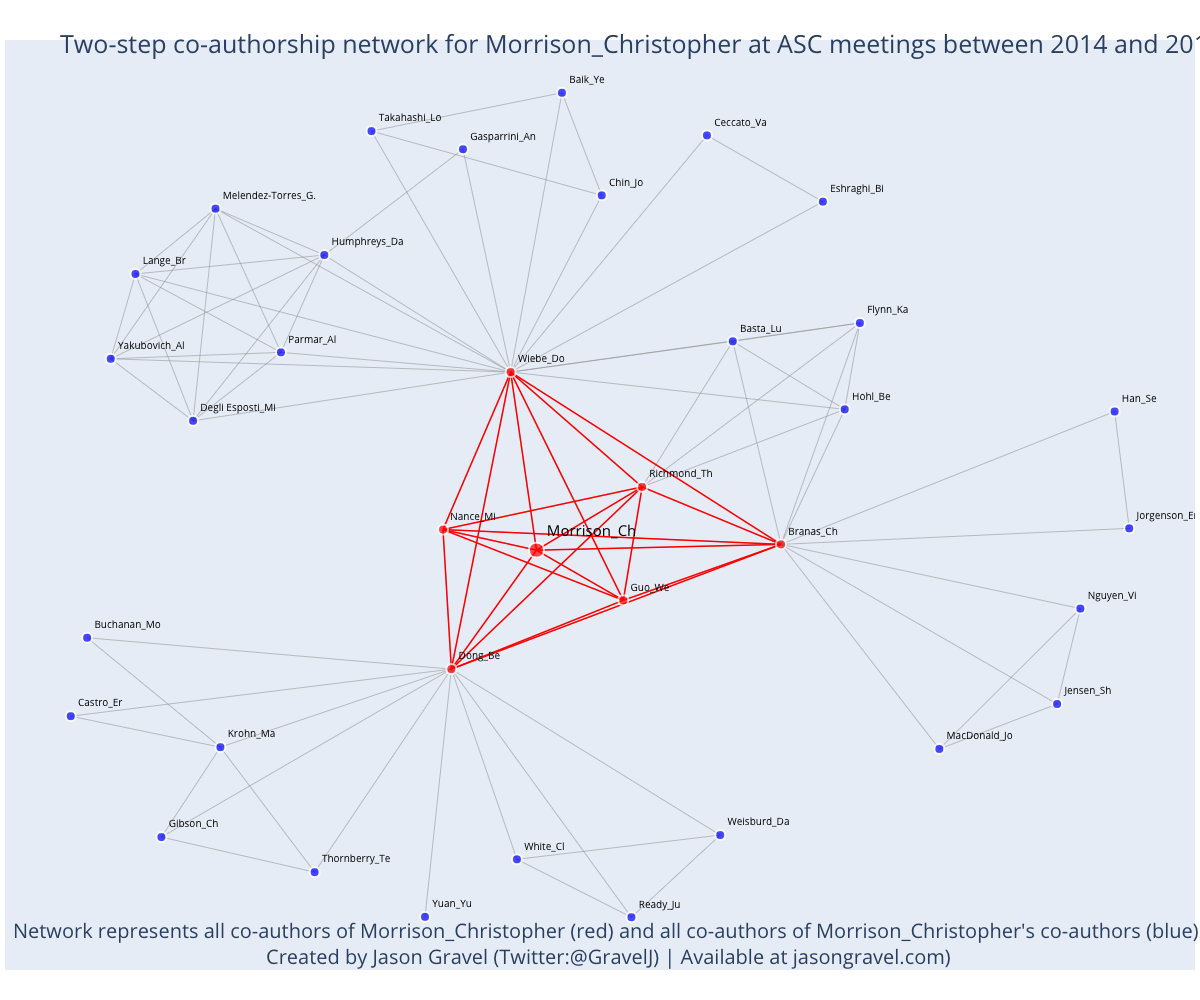 Two-step co-authorship network for Morrison_Christopher at ASC meetings between 2014 and
Baik_Ye
Takahashi_Lo
Ceccato_Va
Gasparrini_An
Chin_Jo
Eshraghi_Bi
Melendez-Torres_G.
Humphreys_Da
Lange_Br
Flynn_Ka
Basta_Lu
Parmar_Al
Yakubovich_Al
Wiebe_Do
Hohl_Be
Han_Se
Degli Esposti_Mi
Richmond_Th
Nance_Mi
Jorgenson_Er
Morrison_Ch
Branas_Ch
Guo_We
Nguyen_Vi
Buchanan_Mo
Dong_Be
Jensen_Sh
Castro_Er
Krohn_Ma
MacDonald_Jo
Gibson_Ch
Weisburd_Da
White_Cl
Thornberry_Te
Yuan_Yu
Ready_Ju
Network represents all co-authors of Morrison_Christopher (red) and all co-authors of Morrison_Christopher's co-authors (blue)
Created by Jason Gravel (Twitter:@GravelJ) | Available at jasongravel.com)